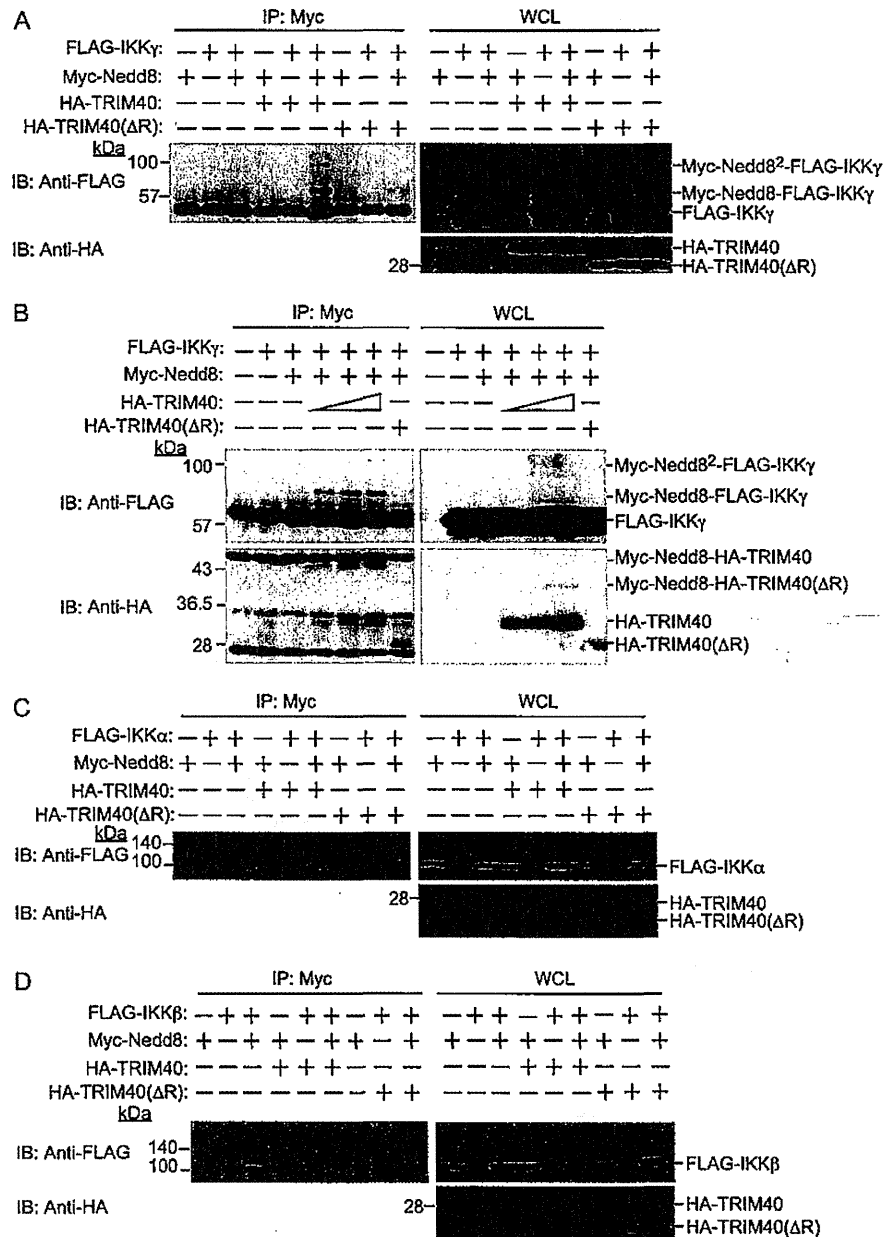 A
IP: Myc
WCL
FLAG-IKKγ: — + + — + + — + + — + + — + + — + +
Myc-Nedd8: + — + + — + + — + + — + + — + + — +
HA-TRIM40: — — — + + + — — — — — — + + + — — —
HA-TRIM40(ΔR): — — — — — — + + + — — — — — — + + +
kDa
100
57
IB: Anti-FLAG
Myc-Nedd8²-FLAG-IKKγ
Myc-Nedd8-FLAG-IKKγ
FLAG-IKKγ
IB: Anti-HA
28
HA-TRIM40
HA-TRIM40(ΔR)
B
IP: Myc
WCL
FLAG-IKKγ: — + + + + + + — + + + + + +
Myc-Nedd8: — — + + + + + — — + + + + +
HA-TRIM40: — — — — — — — —
HA-TRIM40(ΔR): — — — — — — + — — — — — — +
kDa
100
57
IB: Anti-FLAG
Myc-Nedd8²-FLAG-IKKγ
Myc-Nedd8-FLAG-IKKγ
FLAG-IKKγ
43
36.5
28
IB: Anti-HA
Myc-Nedd8-HA-TRIM40
Myc-Nedd8-HA-TRIM40(ΔR)
HA-TRIM40
HA-TRIM40(ΔR)
C
IP: Myc
WCL
FLAG-IKKα: — + + — + + — + + — + + — + + — + +
Myc-Nedd8: + — + + — + + — + + — + + — + + — +
HA-TRIM40: — — — + + + — — — — — — + + + — — —
HA-TRIM40(ΔR): — — — — — — + + + — — — — — — + + +
kDa
140
100
IB: Anti-FLAG
FLAG-IKKα
28
IB: Anti-HA
HA-TRIM40
HA-TRIM40(ΔR)
D
IP: Myc
WCL
FLAG-IKKβ: — + + — + + — + + — + + — + + — + +
Myc-Nedd8: + — + + — + + — + + — + + — + + — +
HA-TRIM40: — — — + + + — — — — — — + + + — — —
HA-TRIM40(ΔR): — — — — — — — + + — — — — — — + + +
kDa
140
100
IB: Anti-FLAG
FLAG-IKKβ
28
IB: Anti-HA
HA-TRIM40
HA-TRIM40(ΔR)